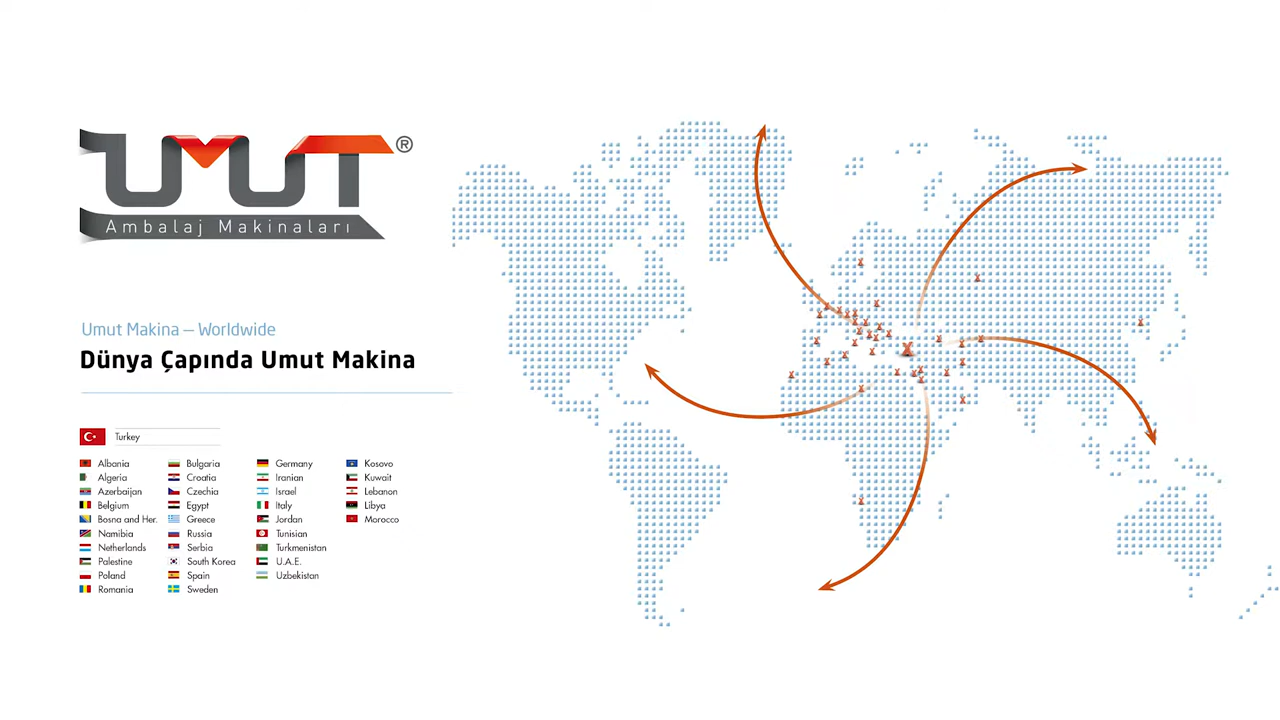 UMUT®
Ambalaj Makinaları
Umut Makina – Worldwide
Dünya Çapında Umut Makina
Turkey
Albania
Algeria
Azerbaijan
Belgium
Bosna and Her.
Namibia
Netherlands
Palestine
Poland
Romania
Bulgaria
Croatia
Czechia
Egypt
Greece
Russia
Serbia
South Korea
Spain
Sweden
Germany
Iranian
Israel
İtaly
Jordan
Tunisian
Turkmenistan
U.A.E.
Uzbekistan
Kosovo
Kuwait
Lebanon
Libya
Morocco